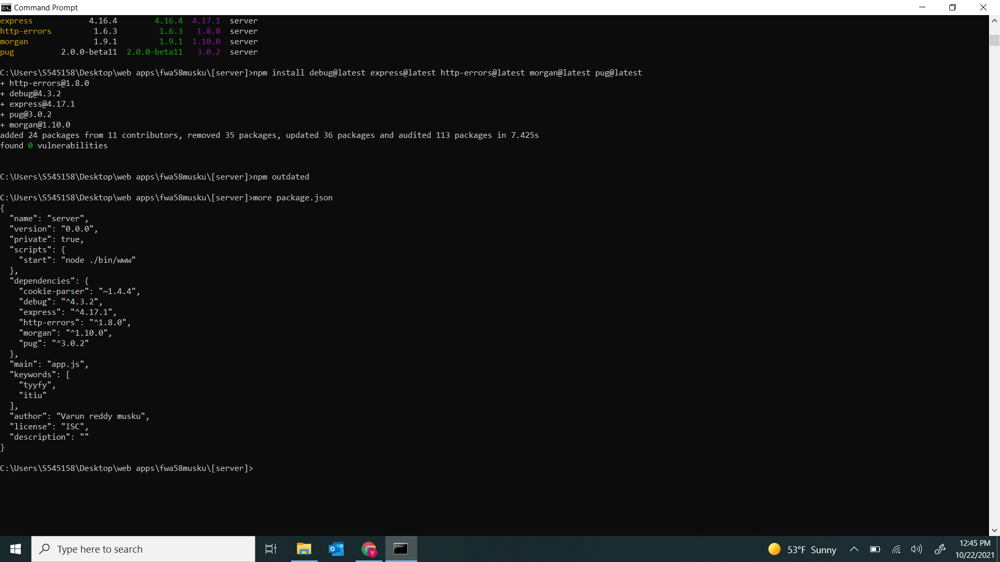 Command Prompt
express 4.16.4 4.16.4 4.17.1 server
http-errors 1.6.3 1.6.3 1.8.0 server
morgan 1.9.1 1.9.1 1.10.0 server
pug 2.0.0-beta11 2.0.0-beta11 3.0.2 server
C:\Users\S545158\Desktop\web apps\fwa58musku\[server]>npm install debug@latest express@latest http-errors@latest morgan@latest pug@latest
+ http-errors@1.8.0
+ debug@4.3.2
+ express@4.17.1
+ pug@3.0.2
+ morgan@1.10.0
added 24 packages from 11 contributors, removed 35 packages, updated 36 packages and audited 113 packages in 7.425s
found 0 vulnerabilities
C:\Users\S545158\Desktop\web apps\fwa58musku\[server]>npm outdated
C:\Users\S545158\Desktop\web apps\fwa58musku\[server]>more package.json
{
  "name": "server",
  "version": "0.0.0",
  "private": true,
  "scripts": {
    "start": "node ./bin/www"
  },
  "dependencies": {
    "cookie-parser": "~1.4.4",
    "debug": "^4.3.2",
    "express": "^4.17.1",
    "http-errors": "^1.8.0",
    "morgan": "^1.10.0",
    "pug": "^3.0.2"
  },
  "main": "app.js",
  "keywords": [
    "tyyfy",
    "itiu"
  ],
  "author": "Varun reddy musku",
  "license": "ISC",
  "description": ""
}
C:\Users\S545158\Desktop\web apps\fwa58musku\[server]>
Type here to search
53°F Sunny
12:45 PM
10/22/2021